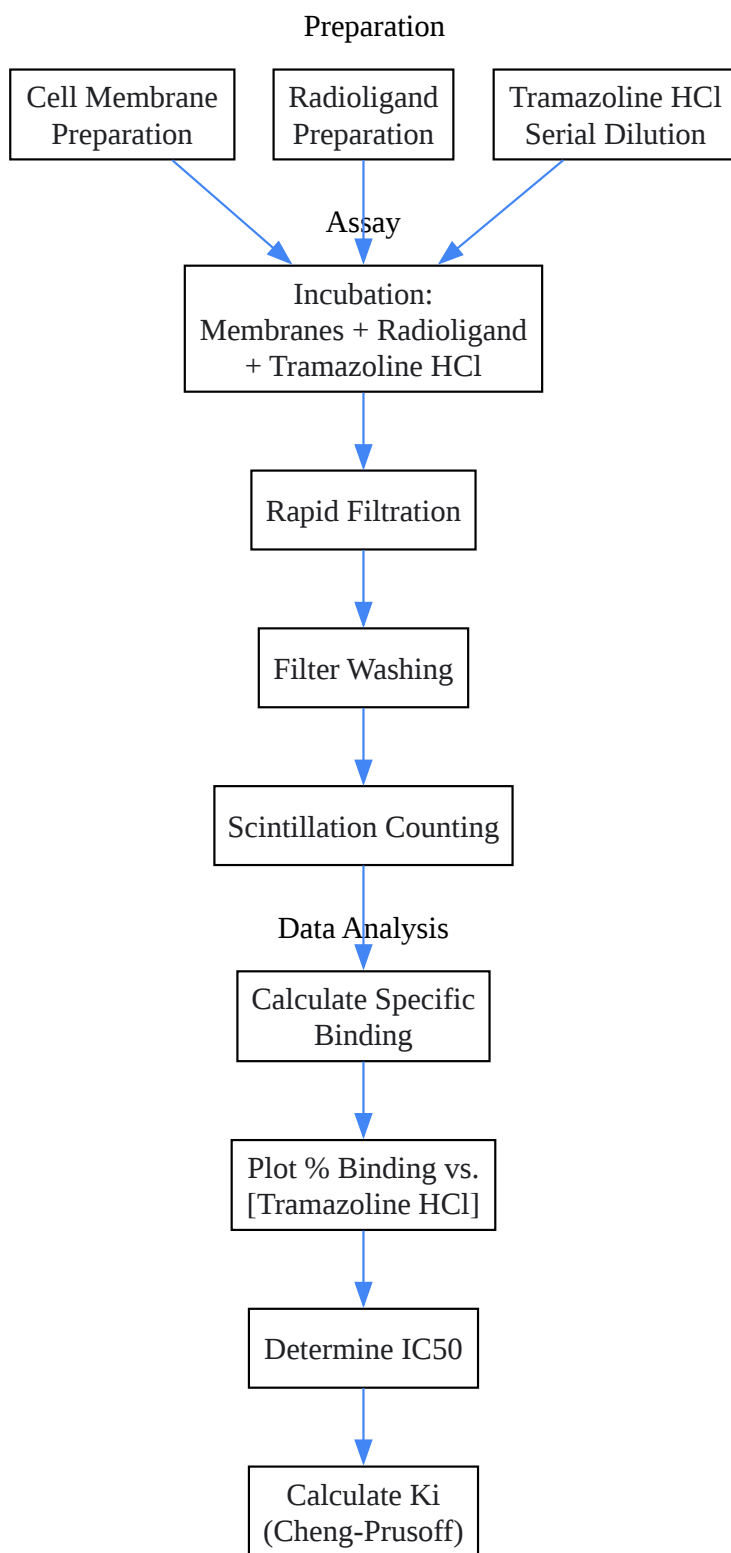 Preparation
Cell Membrane
Preparation
Radioligand
Preparation
Tramazoline HCl
Serial Dilution
Assay
Incubation:
Membranes + Radioligand
+ Tramazoline HCl
Rapid Filtration
Filter Washing
Scintillation Counting
Data Analysis
Calculate Specific
Binding
Plot % Binding vs.
[Tramazoline HCl]
Determine IC50
Calculate Ki
(Cheng-Prusoff)